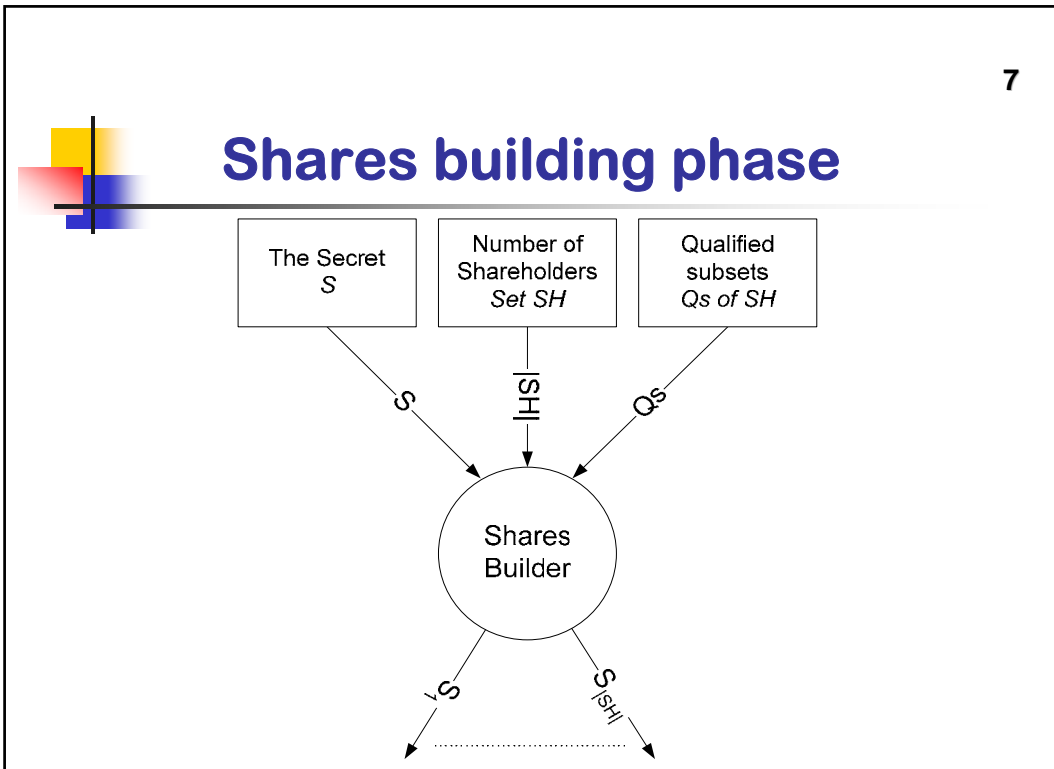 7
Shares building phase
The Secret
S
Number of
Shareholders
Set SH
Qualified
subsets
Qs of SH
S
|SH|
Qs
Shares
Builder
S1
S|SH|